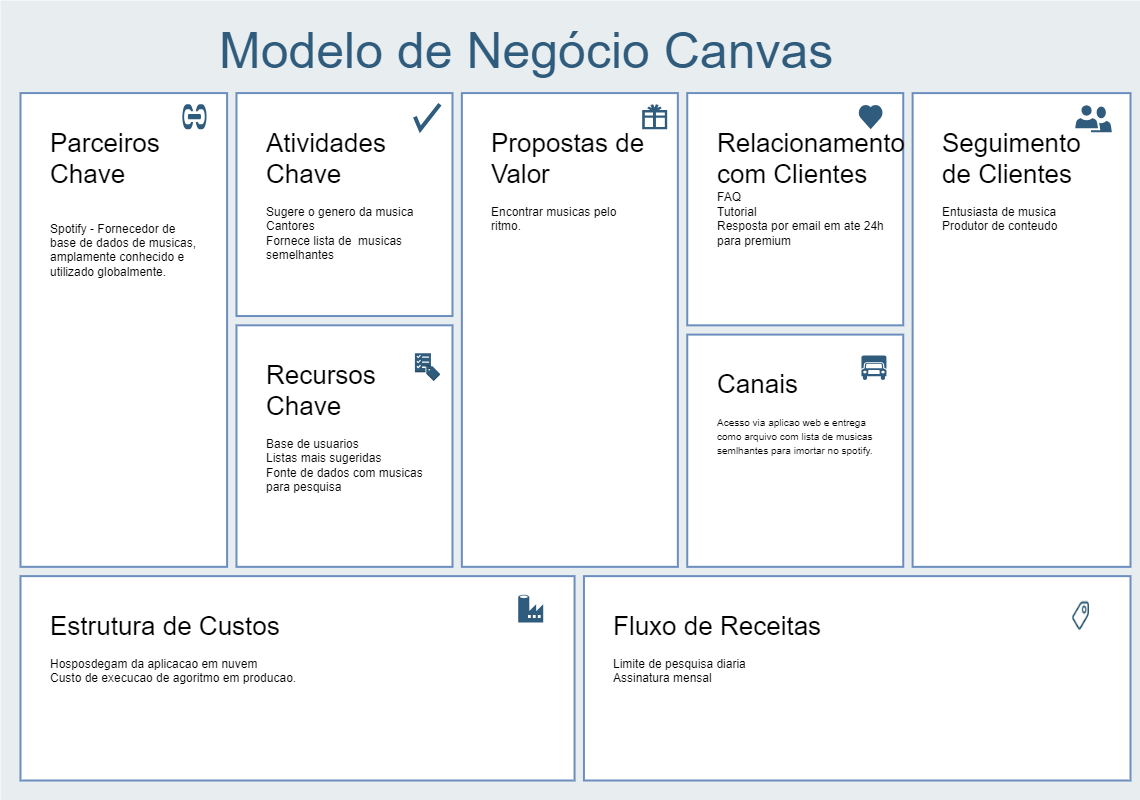 Modelo de Negócio Canvas
Parceiros
Chave
Spotify - Fornecedor de
base de dados de musicas,
amplamente conhecido e
utilizado globalmente.
Atividades
Chave
Sugere o genero da musica
Cantores
Fornece lista de  musicas
semelhantes
Recursos
Chave
Base de usuarios
Listas mais sugeridas
Fonte de dados com musicas
para pesquisa
Propostas de
Valor
Encontrar musicas pelo
ritmo.
Relacionamento
com Clientes
FAQ
Tutorial
Resposta por email em ate 24h
para premium
Canais
Acesso via aplicao web e entrega
como arquivo com lista de musicas
semlhantes para imortar no spotify.
Seguimento
de Clientes
Entusiasta de musica
Produtor de conteudo
Estrutura de Custos
Hosposdegam da aplicacao em nuvem
Custo de execucao de agoritmo em producao.
Fluxo de Receitas
Limite de pesquisa diaria
Assinatura mensal